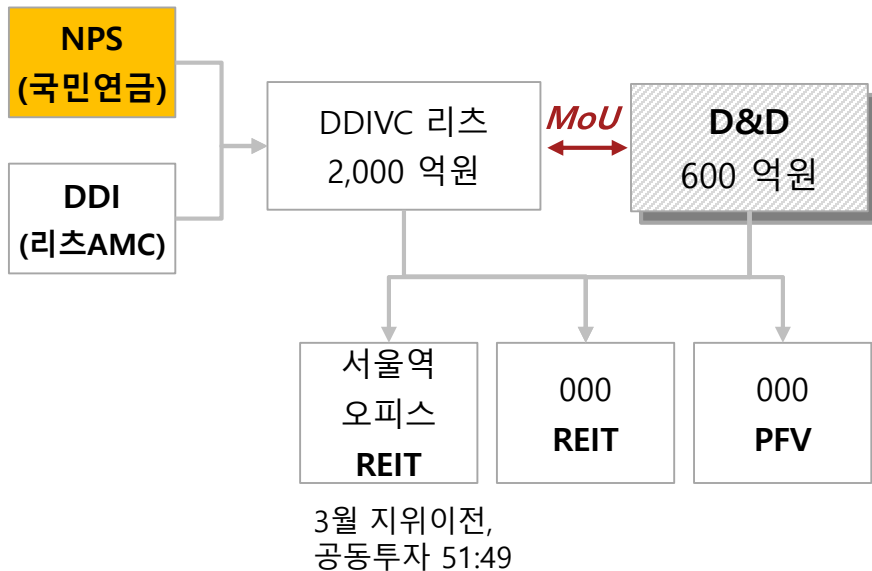 NPS
(국민연금)
DDI
(리츠AMC)
DDIVC 리츠
2,000 억원
MoU
D&D
600 억원
서울역
오피스
REIT
000
REIT
000
PFV
3월 지위이전,
공동투자 51:49